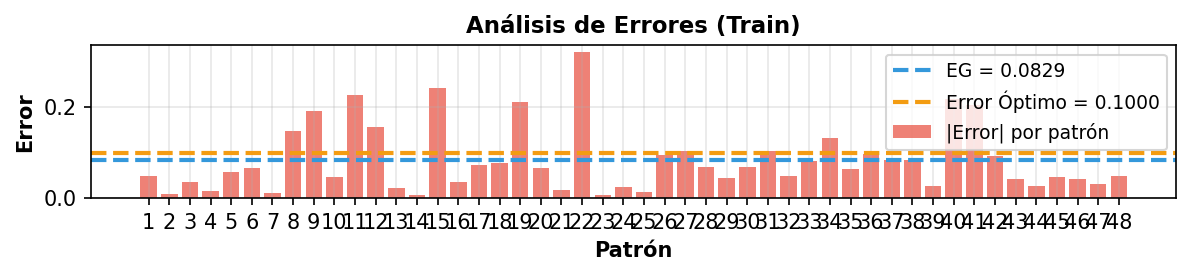 Análisis de Errores (Train)
Error
0.2
0.0
EG = 0.0829
Error Óptimo = 0.1000
|Error| por patrón
1 2 3 4 5 6 7 8 9 10 11 12 13 14 15 16 17 18 19 20 21 22 23 24 25 26 27 28 29 30 31 32 33 34 35 36 37 38 39 40 41 42 43 44 45 46 47 48
Patrón